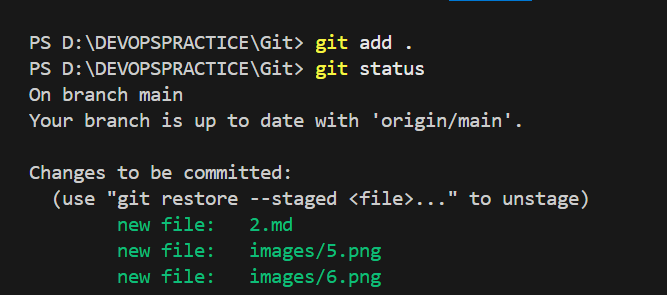 PS D:\DEVOPSPRACTICE\Git> git add .
PS D:\DEVOPSPRACTICE\Git> git status
On branch main
Your branch is up to date with 'origin/main'.

Changes to be committed:
  (use "git restore --staged <file>..." to unstage)
        new file:   2.md
        new file:   images/5.png
        new file:   images/6.png